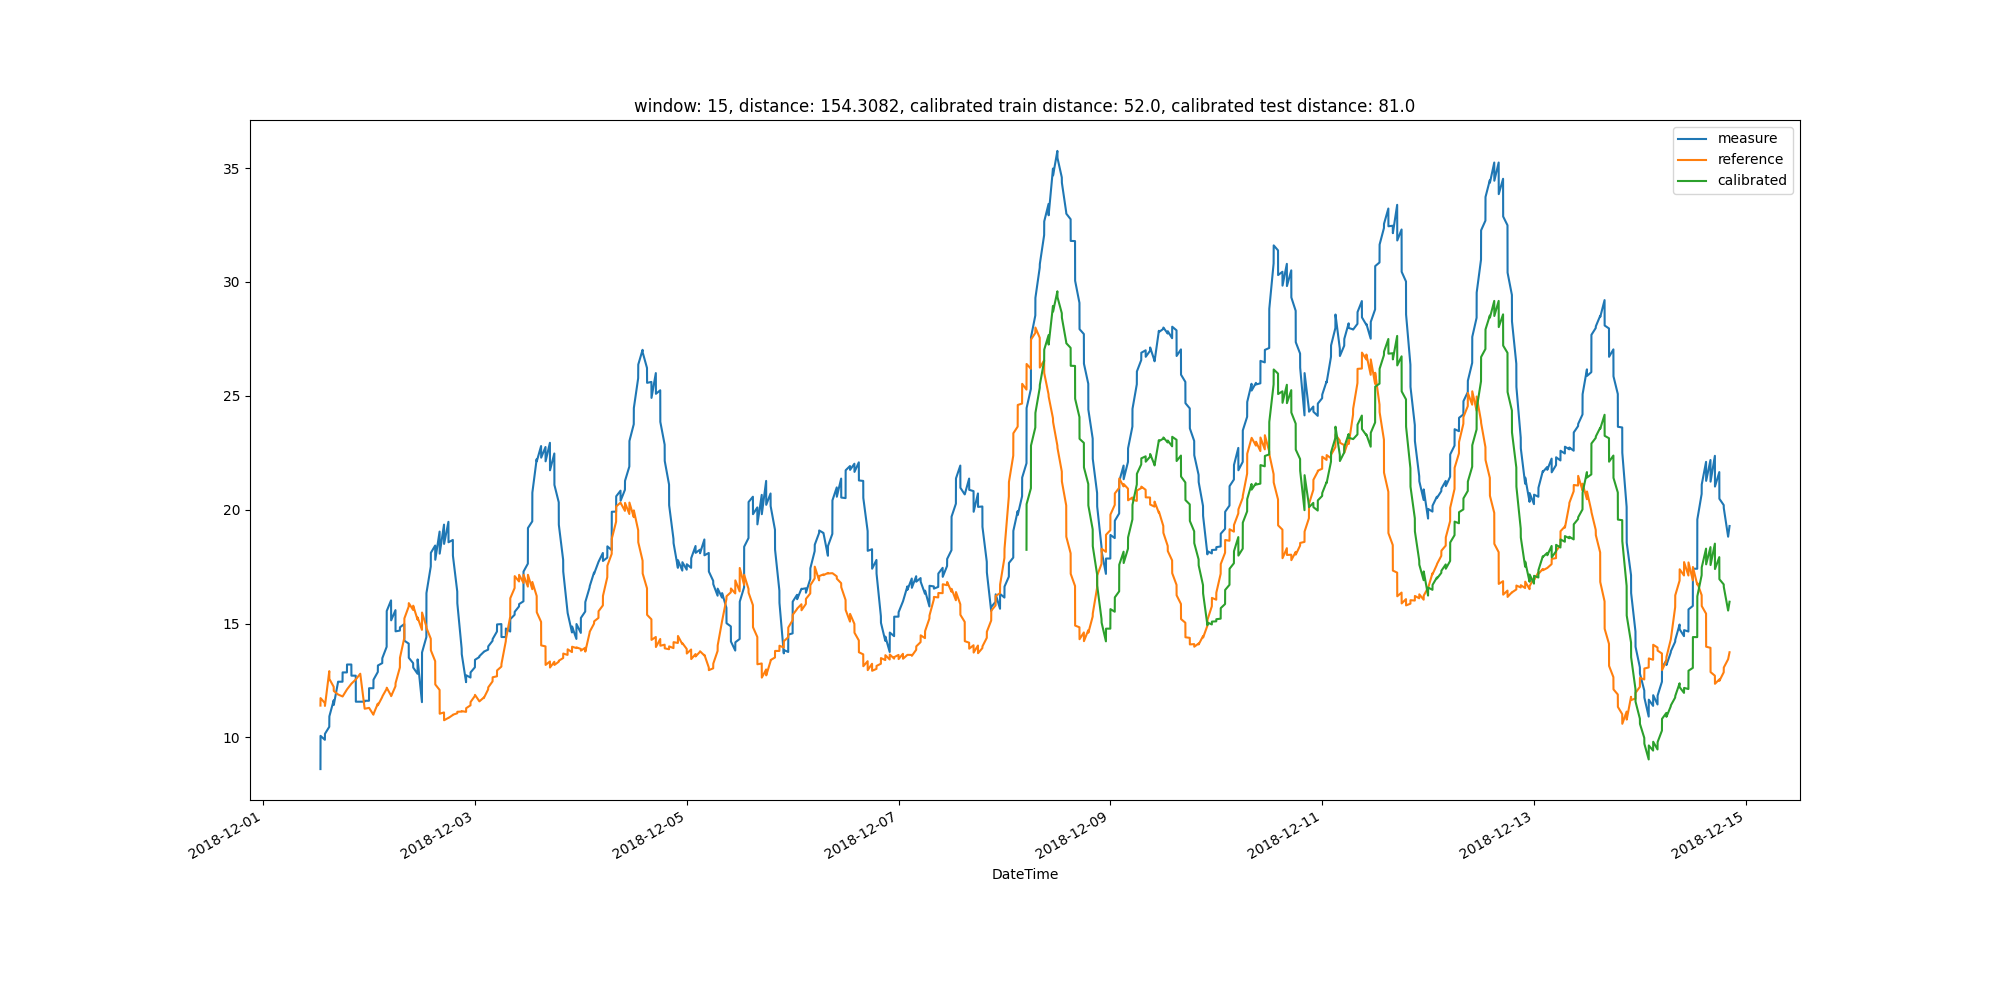 window: 15, distance: 154.3082, calibrated train distance: 52.0, calibrated test distance: 81.0
measure
reference
calibrated
35
30
25
20
15
10
2018-12-01
2018-12-03
2018-12-05
2018-12-07
2018-12-09
2018-12-11
2018-12-13
2018-12-15
DateTime